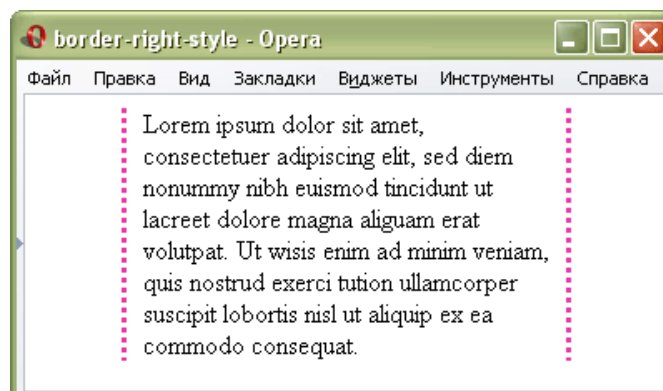 border-right-style - Opera
Файл Правка Вид Закладки Виджеты Инструменты Справка
Lorem ipsum dolor sit amet,
consectetuer adipiscing elit, sed diem
nonummy nibh euismod tincidunt ut
lacreet dolore magna aliguam erat
volutpat. Ut wisis enim ad minim veniam,
quis nostrud exerci tution ullamcorper
suscipit lobortis nisl ut aliquip ex ea
commodo consequat.